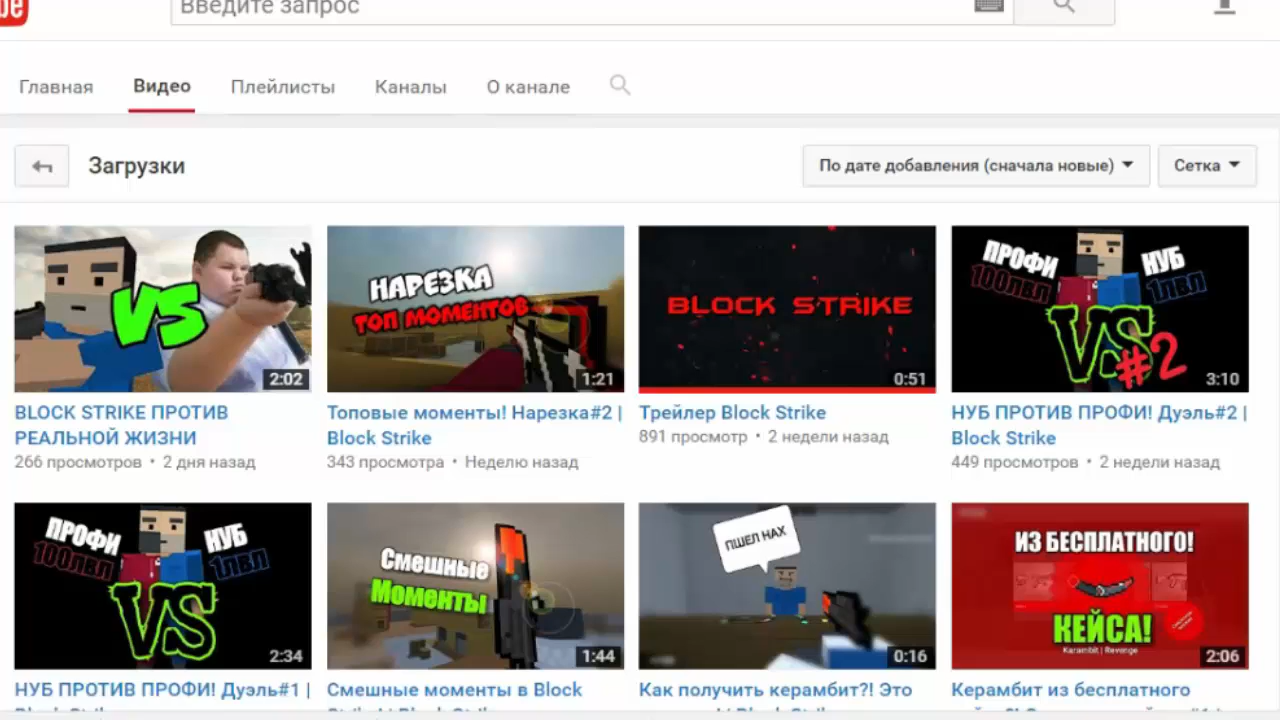 be
Введите запрос
Главная Видео Плейлисты Каналы О канале
Загрузки
По дате добавления (сначала новые) Сетка
VS
2:02
НАРЕЗКА
ТОП МОМЕНТОВ
1:21
BLOCK STRIKE
0:51
ПРОФИ
100ЛВЛ
НУБ
1ЛВЛ
VS
#2
3:10
BLOCK STRIKE ПРОТИВ
РЕАЛЬНОЙ ЖИЗНИ
266 просмотров • 2 дня назад
Топовые моменты! Нарезка#2 |
Block Strike
343 просмотра • Неделю назад
Трейлер Block Strike
891 просмотр • 2 недели назад
НУБ ПРОТИВ ПРОФИ! Дуэль#2 |
Block Strike
449 просмотров • 2 недели назад
ПРОФИ
100ЛВЛ
НУБ
1ЛВЛ
VS
2:34
Смешные
Моменты
1:44
ПШЕЛ НАХ
0:16
ИЗ БЕСПЛАТНОГО!
КЕЙСА!
Karambit | Revenge
2:06
НУБ ПРОТИВ ПРОФИ! Дуэль#1 |
Смешные моменты в Block
Как получить керамбит?! Это
Керамбит из бесплатного